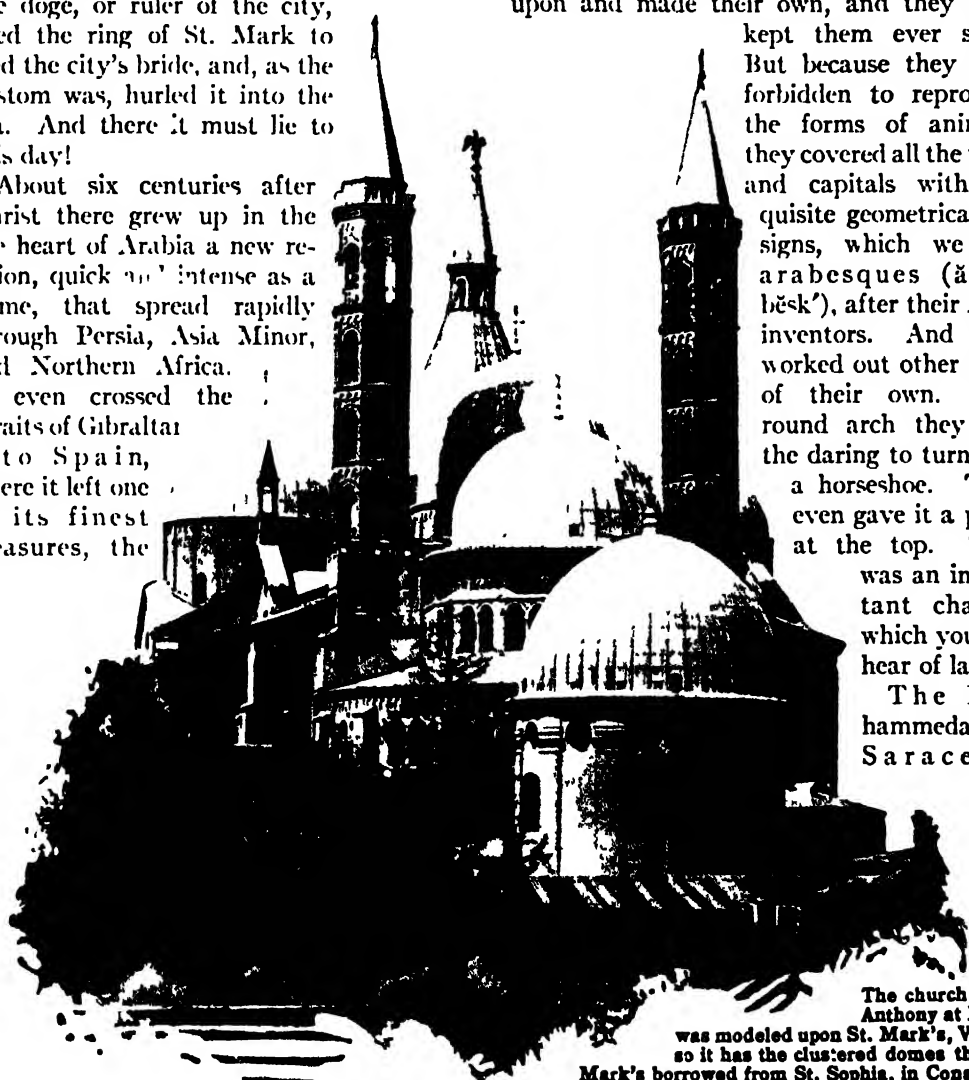 e doge, or ruler of the city,
ed the ring of St. Mark to
d the city's bride, and, as the
stom was, hurled it into the
a. And there it must lie to
s day!
About six centuries after
rist there grew up in the
heart of Arabia a new re-
ion, quick and intense as a
me, that spread rapidly
rough Persia, Asia Minor,
d Northern Africa.
even crossed the
raits of Gibraltar
to Spain,
ere it left one
its finest
easures, the
upon and made their own, and they
kept them ever s
But because they
forbidden to repro
the forms of ani
they covered all the
and capitals with
quisite geometrica
signs, which we
arabesques (ă
bĕsk'), after their
inventors. And
worked out other
of their own.
round arch they
the daring to turn
a horseshoe.
even gave it a p
at the top.
was an in
tant cha
which you
hear of la
The
hammeda
Sarace
The church
Anthony at
was modeled upon St. Mark's, V
so it has the clustered domes th
Mark's borrowed from St. Sophia, in Cons